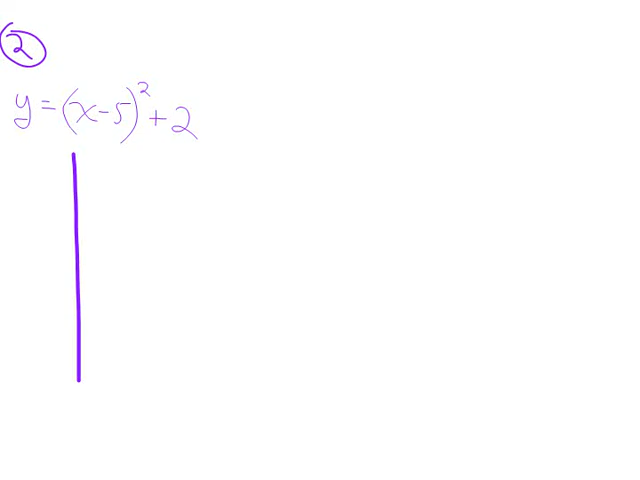 2
y = (x - 5)² + 2